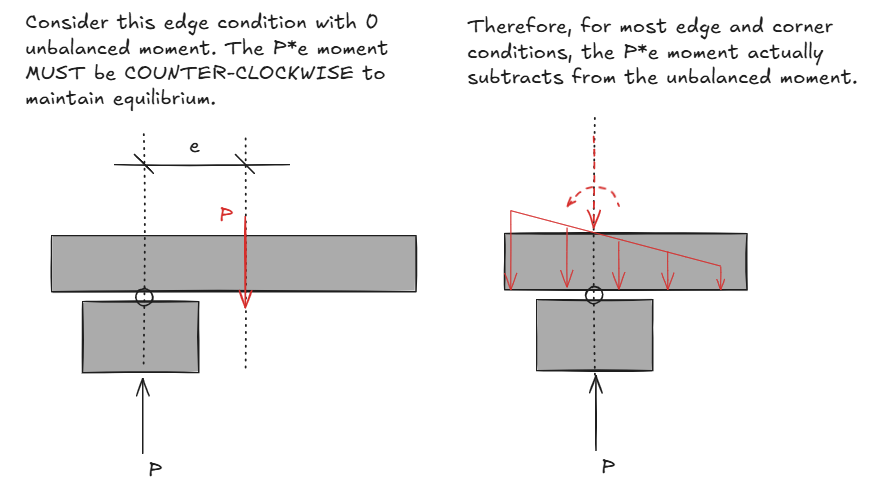 Consider this edge condition with 0
unbalanced moment. The P*e moment
MUST be COUNTER-CLOCKWISE to
maintain equilibrium.
Therefore, for most edge and corner
conditions, the P*e moment actually
subtracts from the unbalanced moment.
e
P
P
P